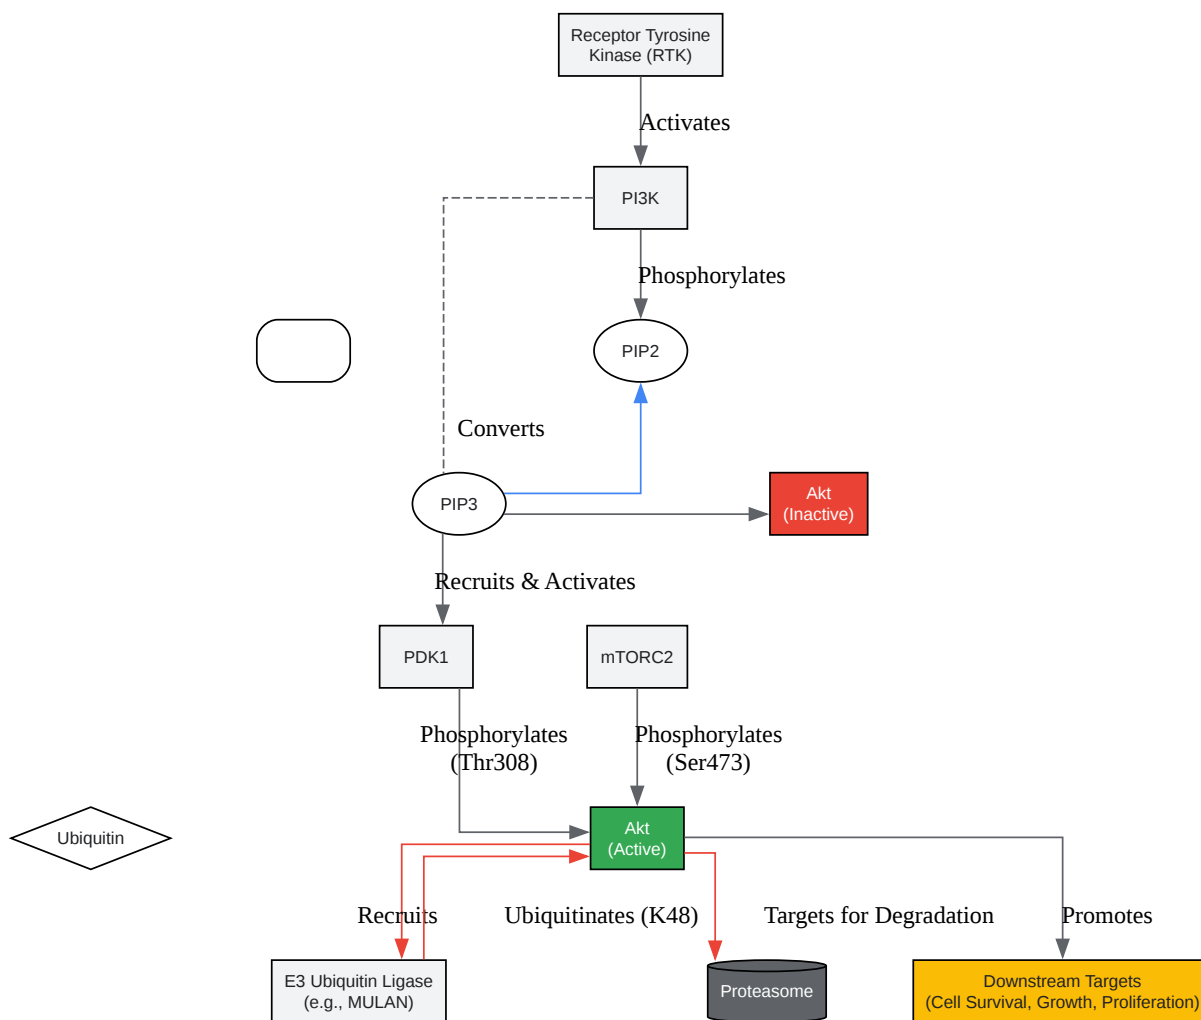 Receptor Tyrosine
Kinase (RTK)
Activates
PI3K
Phosphorylates
PIP2
Converts
PIP3
Akt
(Inactive)
Recruits & Activates
PDK1
mTORC2
Phosphorylates
(Thr308)
Phosphorylates
(Ser473)
Ubiquitin
Akt
(Active)
Recruits
Ubiquitinates (K48)
Targets for Degradation
Promotes
E3 Ubiquitin Ligase
(e.g., MULAN)
Proteasome
Downstream Targets
(Cell Survival, Growth, Proliferation)